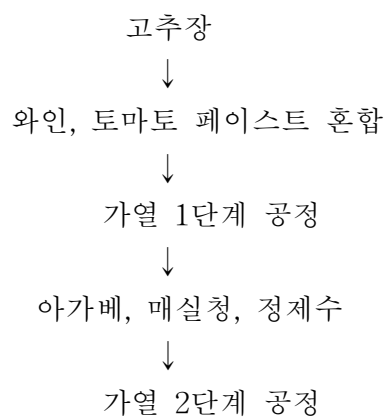 고추장
↓
와인, 토마토 페이스트 혼합
↓
가열 1단계 공정
↓
아가베, 매실청, 정제수
↓
가열 2단계 공정